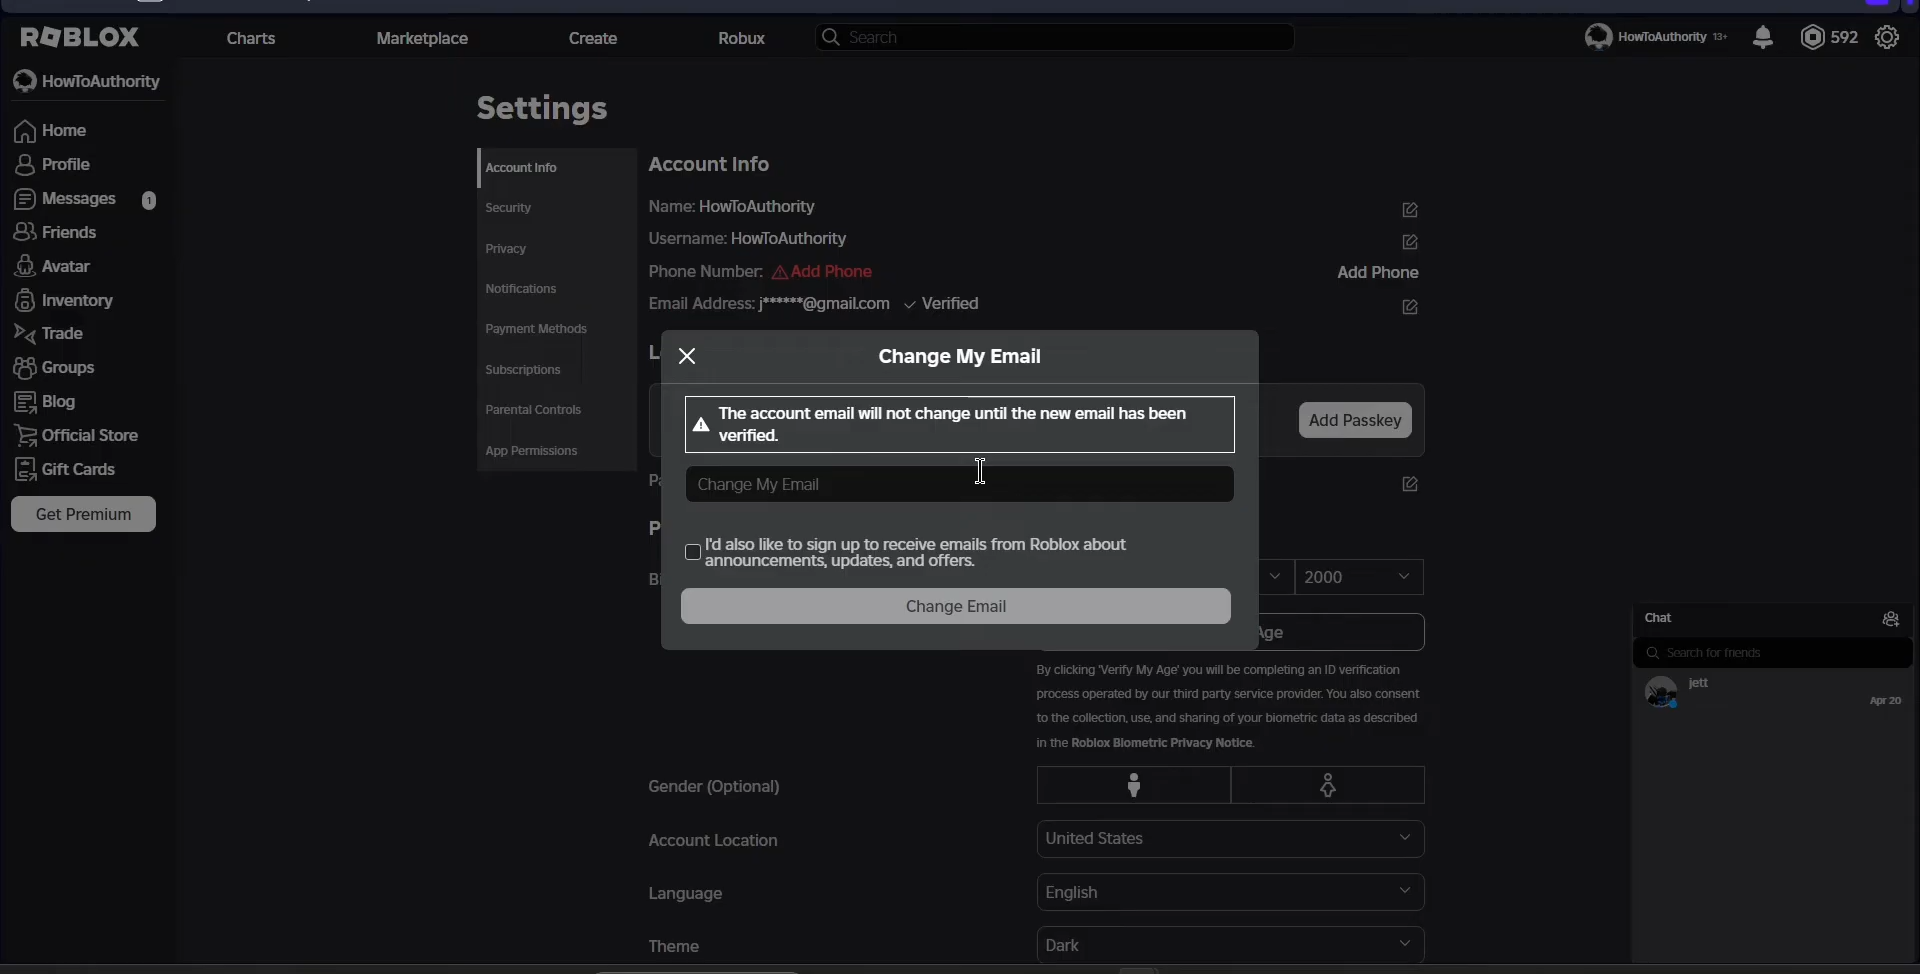 ROBLOX
Charts
Marketplace
Create
Robux
Search
HowToAuthority 13+
592
HowToAuthority
Home
Profile
Messages 1
Friends
Avatar
Inventory
Trade
Groups
Blog
Official Store
Gift Cards
Get Premium
Settings
Account Info
Security
Privacy
Notifications
Payment Methods
Subscriptions
Parental Controls
App Permissions
Account Info
Name: HowToAuthority
Username: HowToAuthority
Phone Number: Add Phone
Add Phone
Email Address: j******@gmail.com Verified
Change My Email
The account email will not change until the new email has been
verified.
Change My Email
I'd also like to sign up to receive emails from Roblox about
announcements, updates, and offers.
Change Email
Add Passkey
2000
Age
By clicking 'Verify My Age' you will be completing an ID verification
process operated by our third party service provider. You also consent
to the collection, use, and sharing of your biometric data as described
in the Roblox Biometric Privacy Notice.
Gender (Optional)
Account Location
United States
Language
English
Theme
Dark
Chat
Search for friends
jett
Apr 20